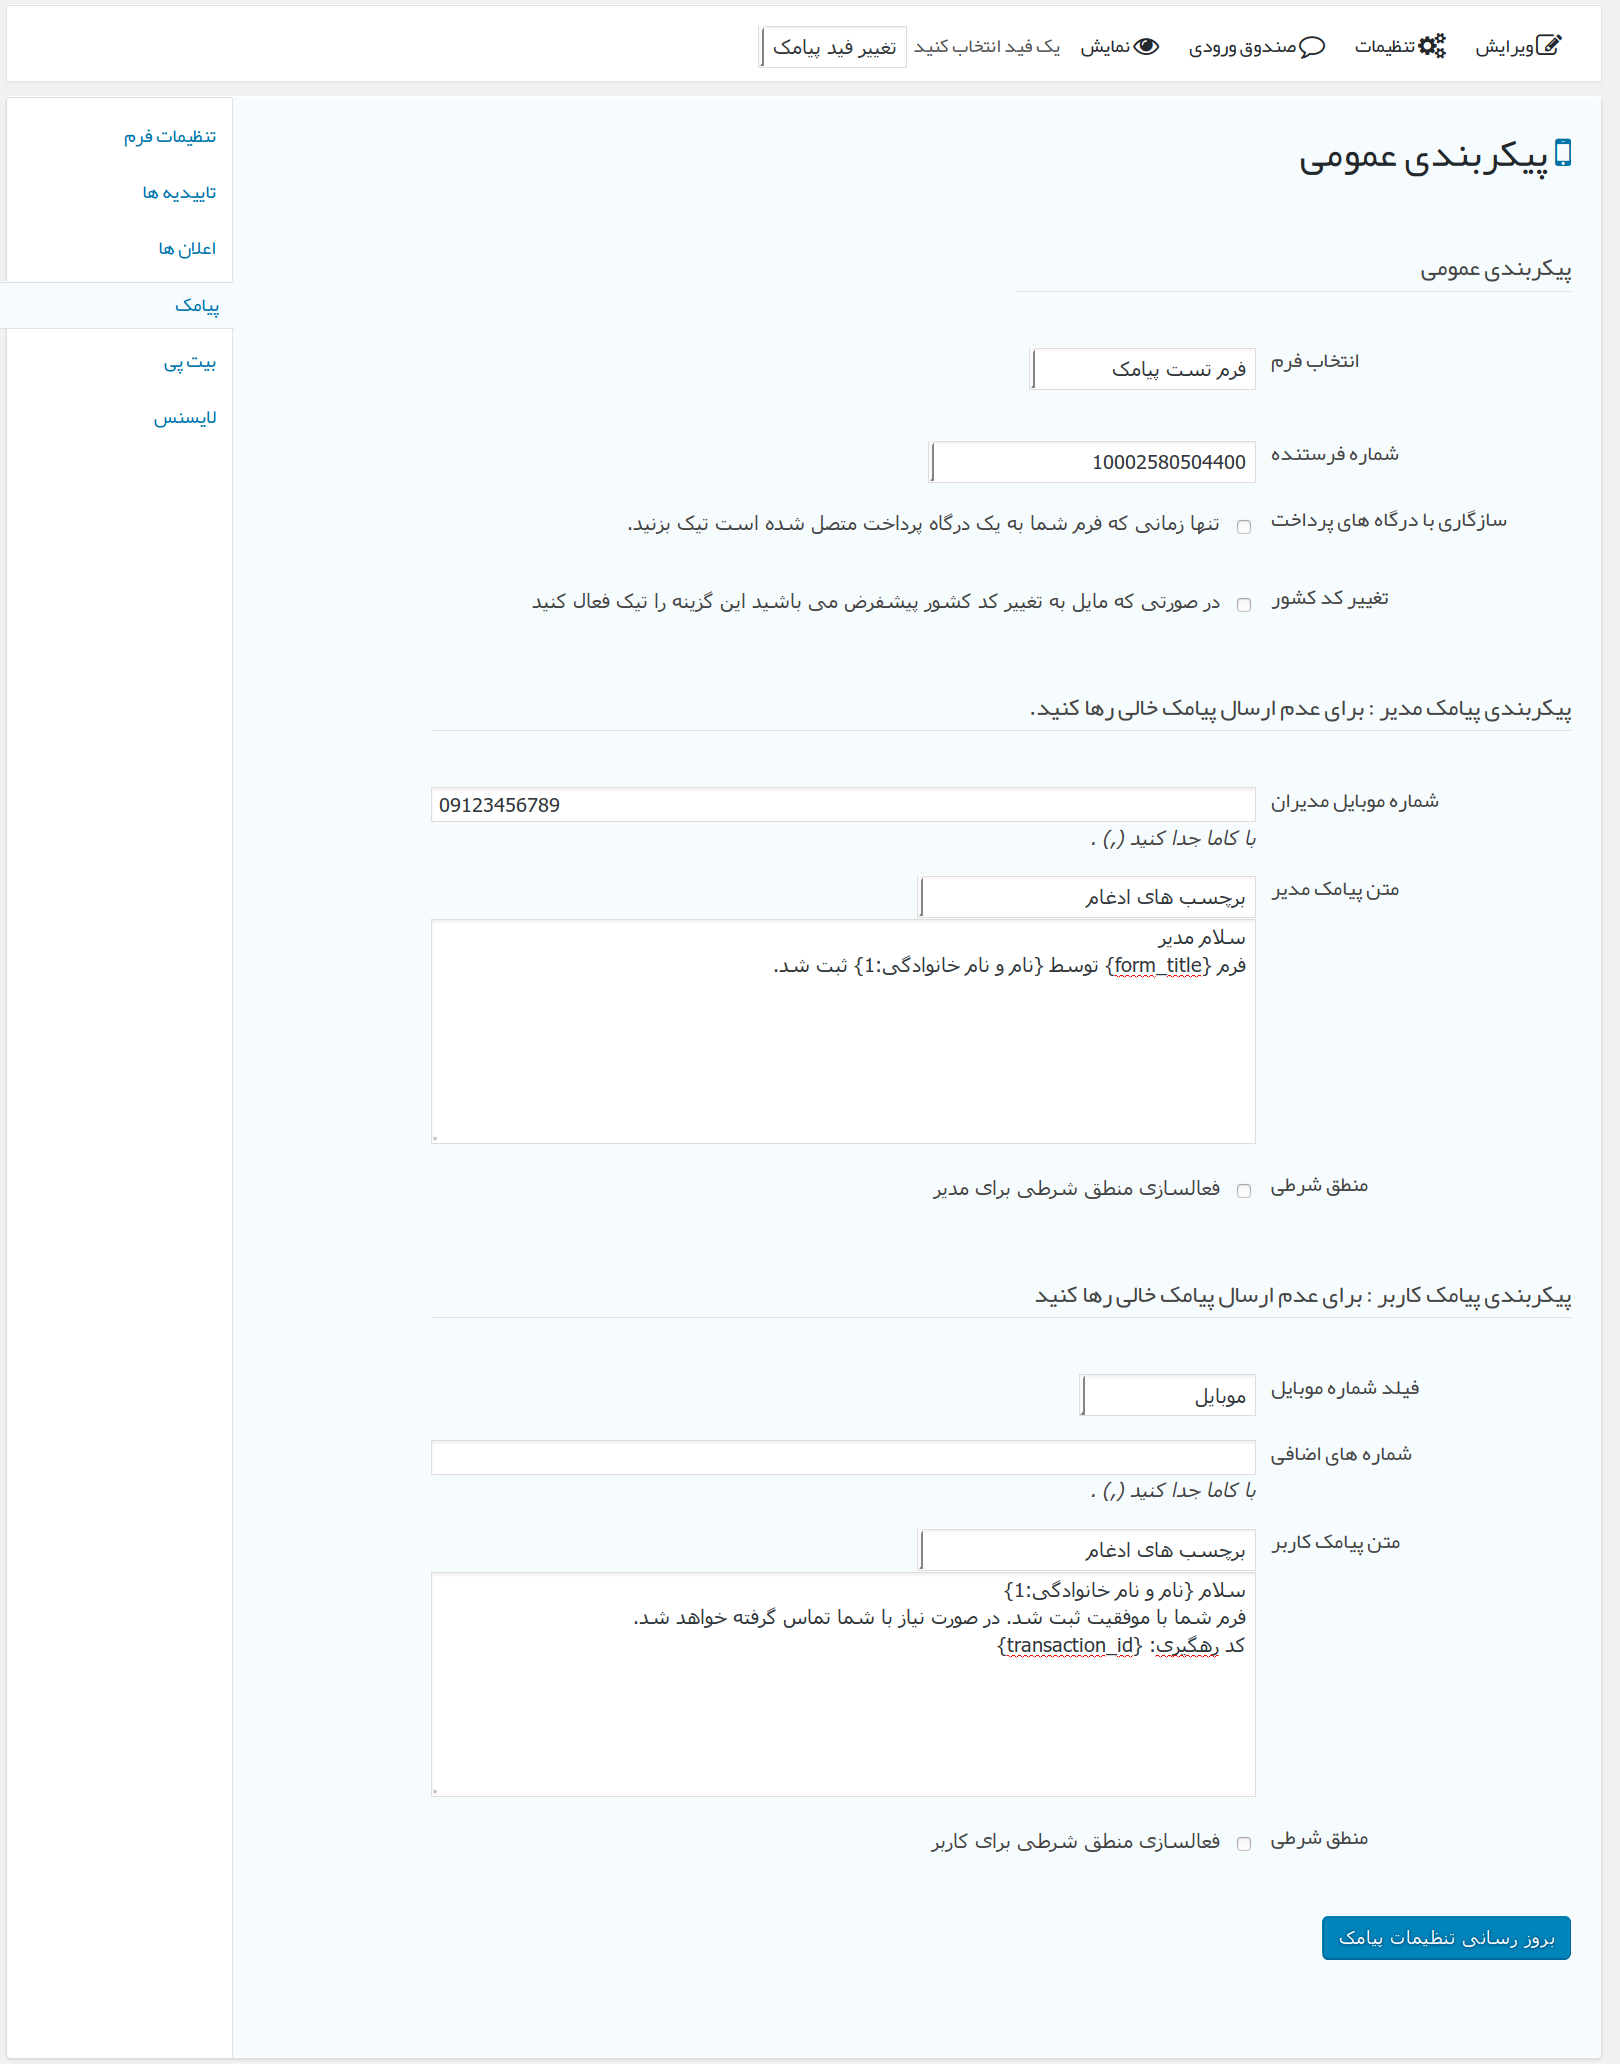 ویرایش
تنظیمات
صندوق ورودی
نمایش
یک فید انتخاب کنید
تغییر فید پیامک
تنظیمات فرم
تاییدیه ها
اعلان ها
پیامک
بیت پی
لایسنس
پیکربندی عمومی
پیکربندی عمومی
انتخاب فرم
فرم تست پیامک
شماره فرستنده
10002580504400
سازگاری با درگاه های پرداخت
تنها زمانی که فرم شما به یک درگاه پرداخت متصل شده است تیک بزنید.
تغییر کد کشور
در صورتی که مایل به تغییر کد کشور پیشفرض می باشید این گزینه را تیک فعال کنید
پیکربندی پیامک مدیر : برای عدم ارسال پیامک خالی رها کنید.
شماره موبایل مدیران
09123456789
با کاما جدا کنید (,) .
متن پیامک مدیر
برچسب های ادغام
سلام مدیر
فرم {form_title} توسط {نام و نام خانوادگی:1} ثبت شد.
منطق شرطی
فعالسازی منطق شرطی برای مدیر
پیکربندی پیامک کاربر : برای عدم ارسال پیامک خالی رها کنید
فیلد شماره موبایل
موبایل
شماره های اضافی
با کاما جدا کنید (,) .
متن پیامک کاربر
برچسب های ادغام
سلام {نام و نام خانوادگی:1}
فرم شما با موفقیت ثبت شد. در صورت نیاز با شما تماس گرفته خواهد شد.
کد رهگیری: {transaction_id}
منطق شرطی
فعالسازی منطق شرطی برای کاربر
بروز رسانی تنظیمات پیامک